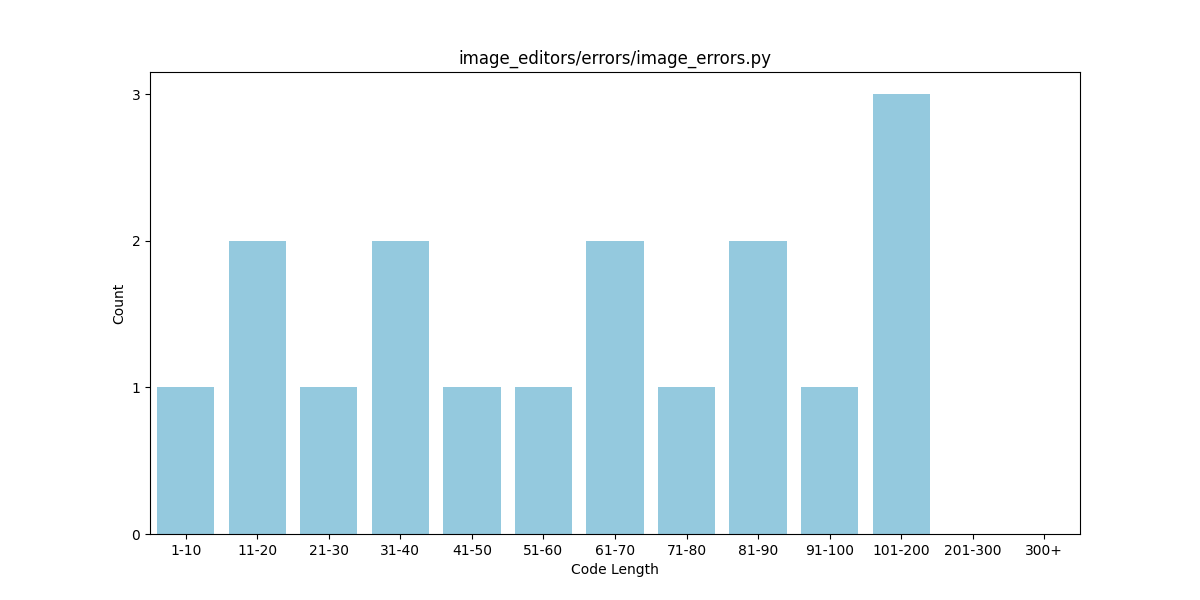 image_editors/errors/image_errors.py
Count
3
2
1
0
1-10 11-20 21-30 31-40 41-50 51-60 61-70 71-80 81-90 91-100 101-200 201-300 300+
Code Length